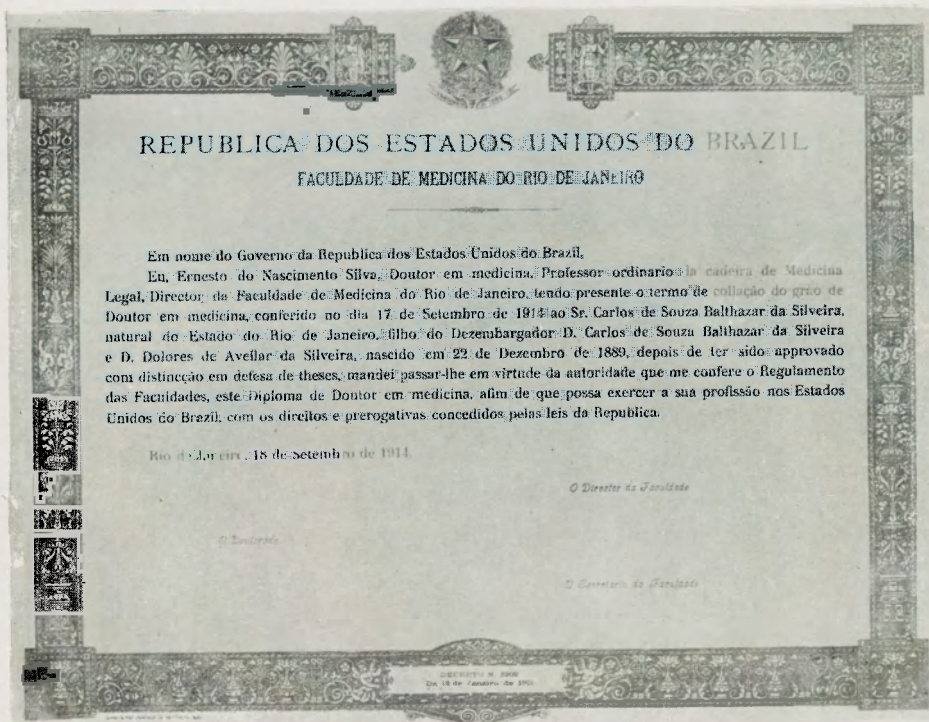 REPUBLICA DOS ESTADOS UNIDOS DO BRAZIL
FACULDADE DE MEDICINA DO RIO DE JANEIRO
Em nome do Governo da Republica dos Estados Unidos do Brazil,
Eu, Ernesto do Nascimento Silva, Doutor em medicina, Professor ordinario da cadeira de Medicina
Legal, Director da Faculdade de Medicina do Rio de Janeiro, tendo presente o termo de collação do gráo de
Doutor em medicina, conferido no dia 17 de Setembro de 1914 ao Sr. Carlos de Souza Balthazar da Silveira,
natural do Estado do Rio de Janeiro, filho do Dezembargador D. Carlos de Souza Balthazar da Silveira
e D. Dolores de Avellar da Silveira, nascido em 22 de Dezembro de 1889, depois de ter sido approvado
com distincção em defesa de theses, mandei passar-lhe em virtude da autoridade que me confere o Regulamento
das Faculdades, este Diploma de Doutor em medicina, afim de que possa exercer a sua profissão nos Estados
Unidos do Brazil, com os direitos e prerogativas concedidos pelas leis da Republica.
Rio de Janeiro, 18 de Setembro de 1914
O Director da Faculdade
O Doutorado
O Secretario da Faculdade
DECRETO N.
De 18 de Janeiro de